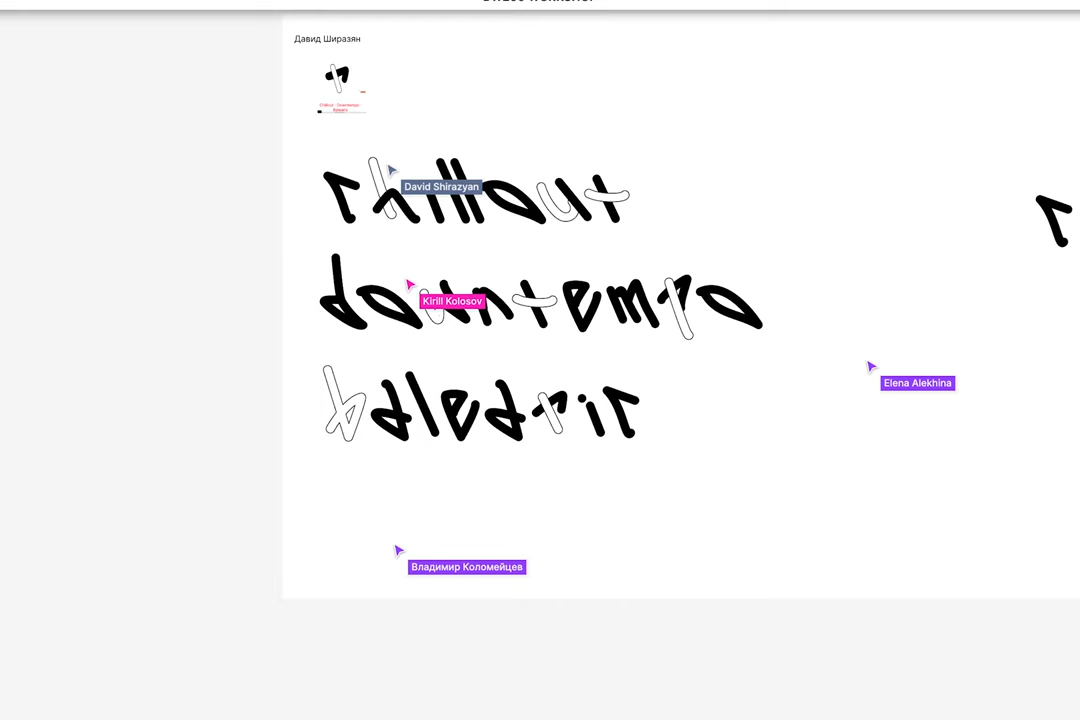 Давид Ширазян
chillout
David Shirazyan
downtempo
Kirill Kolosov
Elena Alekhina
balearic
Владимир Коломейцев